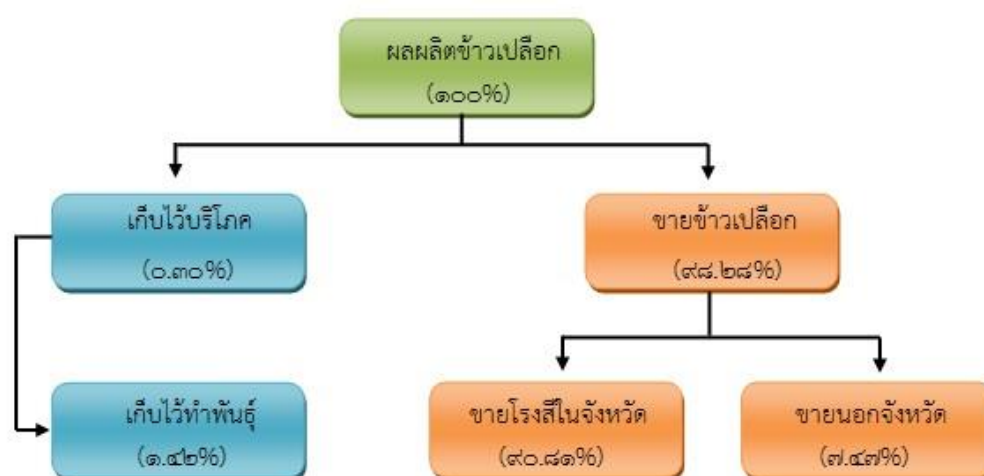 ผลผลิตข้าวเปลือก
(๑๐๐%)
เก็บไว้บริโภค
(๐.๓๐%)
ขายข้าวเปลือก
(๙๘.๒๘%)
เก็บไว้ทำพันธุ์
(๑.๔๒%)
ขายโรงสีในจังหวัด
(๙๐.๘๑%)
ขายนอกจังหวัด
(๗.๔๗%)